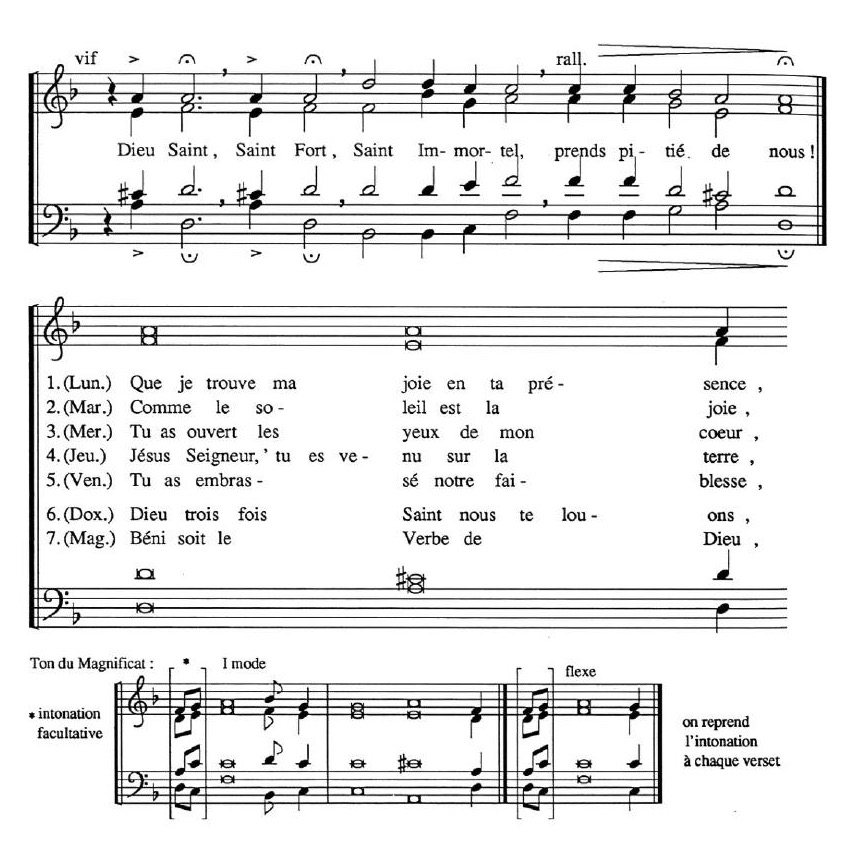 vif rall.
Dieu Saint, Saint Fort, Saint Im- mor- tel, prends pi- tié. de nous !
1. (Lun.) Que je trouve ma joie en ta pré - sence ,
2. (Mar.) Comme le so - leil est la joie ,
3. (Mer.) Tu as ouvert les yeux de mon coeur ,
4. (Jeu.) Jésus Seigneur, ' tu es ve - nu sur la terre ,
5. (Ven.) Tu as embras - sé notre fai - blesse ,
6. (Dox.) Dieu trois fois Saint nous te lou - ons ,
7. (Mag.) Béni soit le Verbe de Dieu ,
Ton du Magnificat : * I mode
flexe
* intonation
facultative
on reprend
l'intonation
à chaque verset